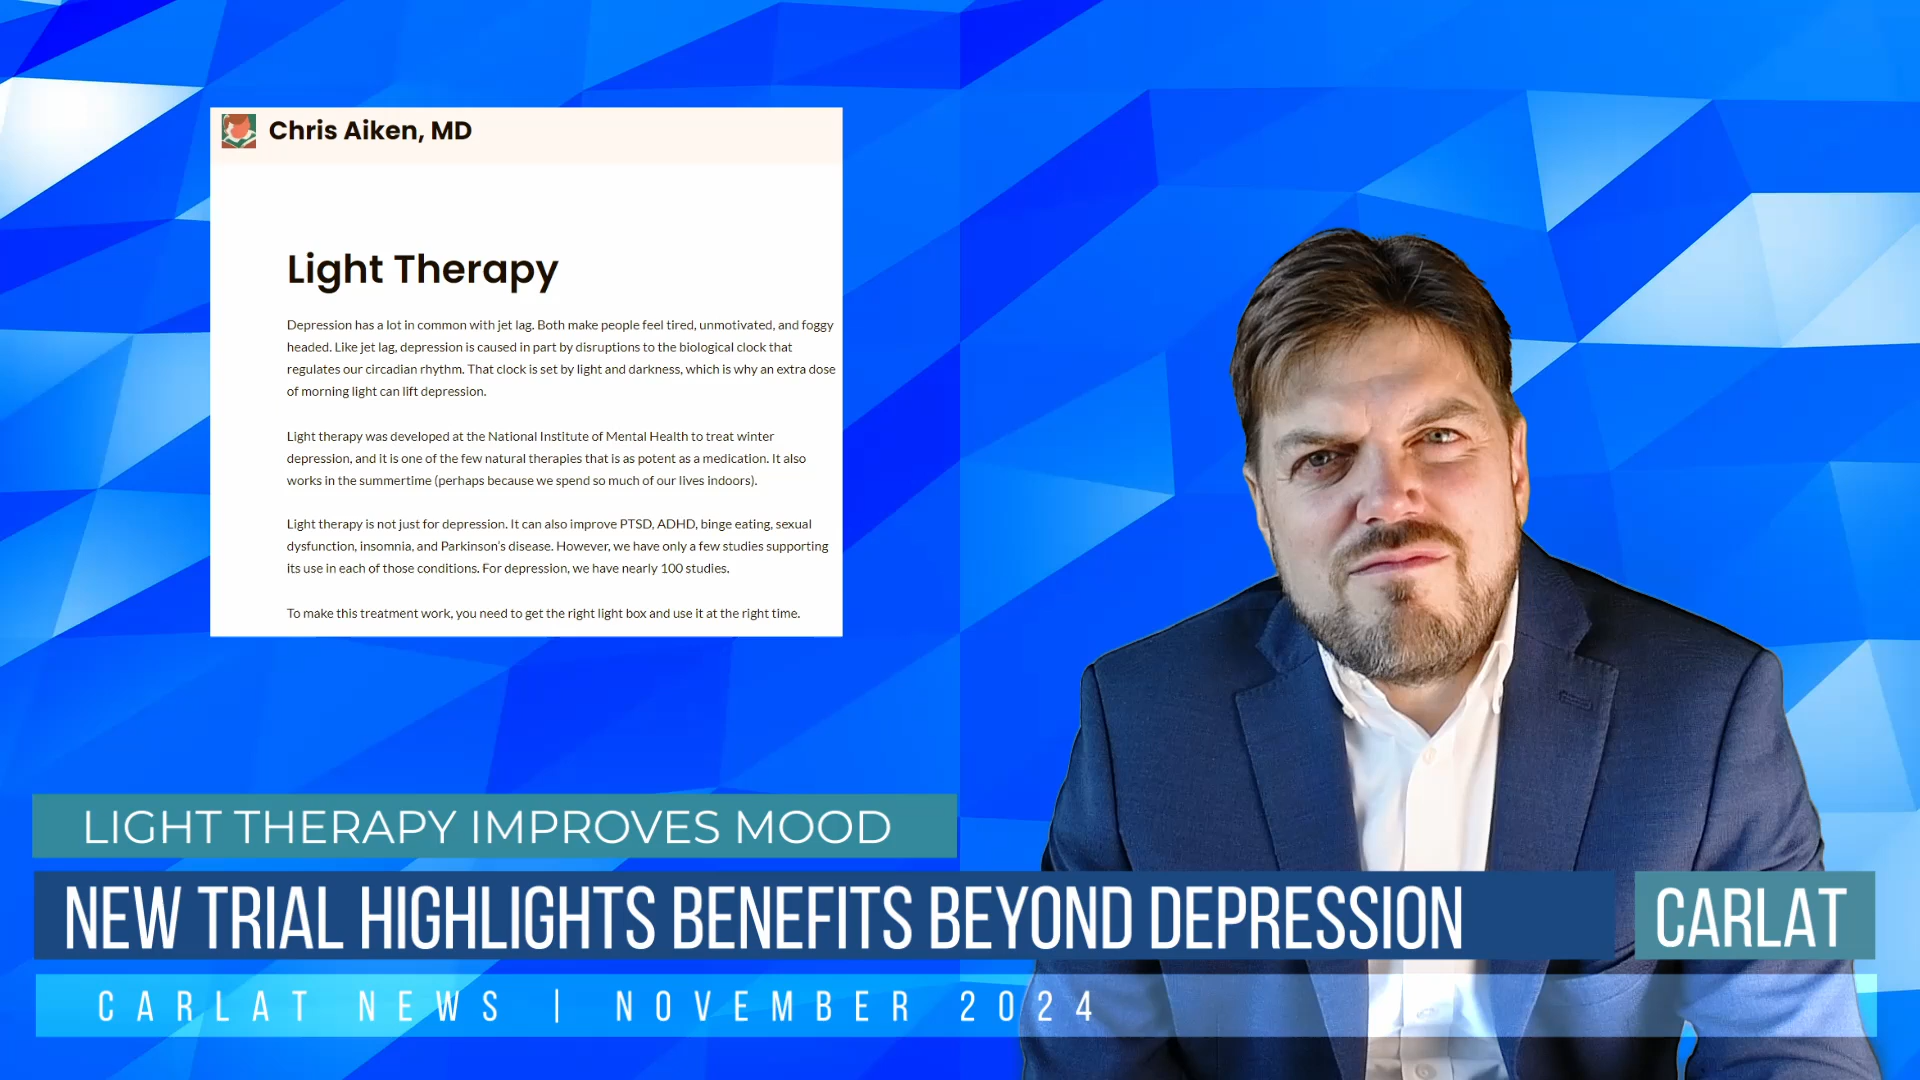 Chris Aiken, MD
Light Therapy
Depression has a lot in common with jet lag. Both make people feel tired, unmotivated, and foggy
headed. Like jet lag, depression is caused in part by disruptions to the biological clock that
regulates our circadian rhythm. That clock is set by light and darkness, which is why an extra dose
of morning light can lift depression.
Light therapy was developed at the National Institute of Mental Health to treat winter
depression, and it is one of the few natural therapies that is as potent as a medication. It also
works in the summertime (perhaps because we spend so much of our lives indoors).
Light therapy is not just for depression. It can also improve PTSD, ADHD, binge eating, sexual
dysfunction, insomnia, and Parkinson's disease. However, we have only a few studies supporting
its use in each of those conditions. For depression, we have nearly 100 studies.
To make this treatment work, you need to get the right light box and use it at the right time.
LIGHT THERAPY IMPROVES MOOD
NEW TRIAL HIGHLIGHTS BENEFITS BEYOND DEPRESSION
CARLAT
CARLAT NEWS | NOVEMBER 2024